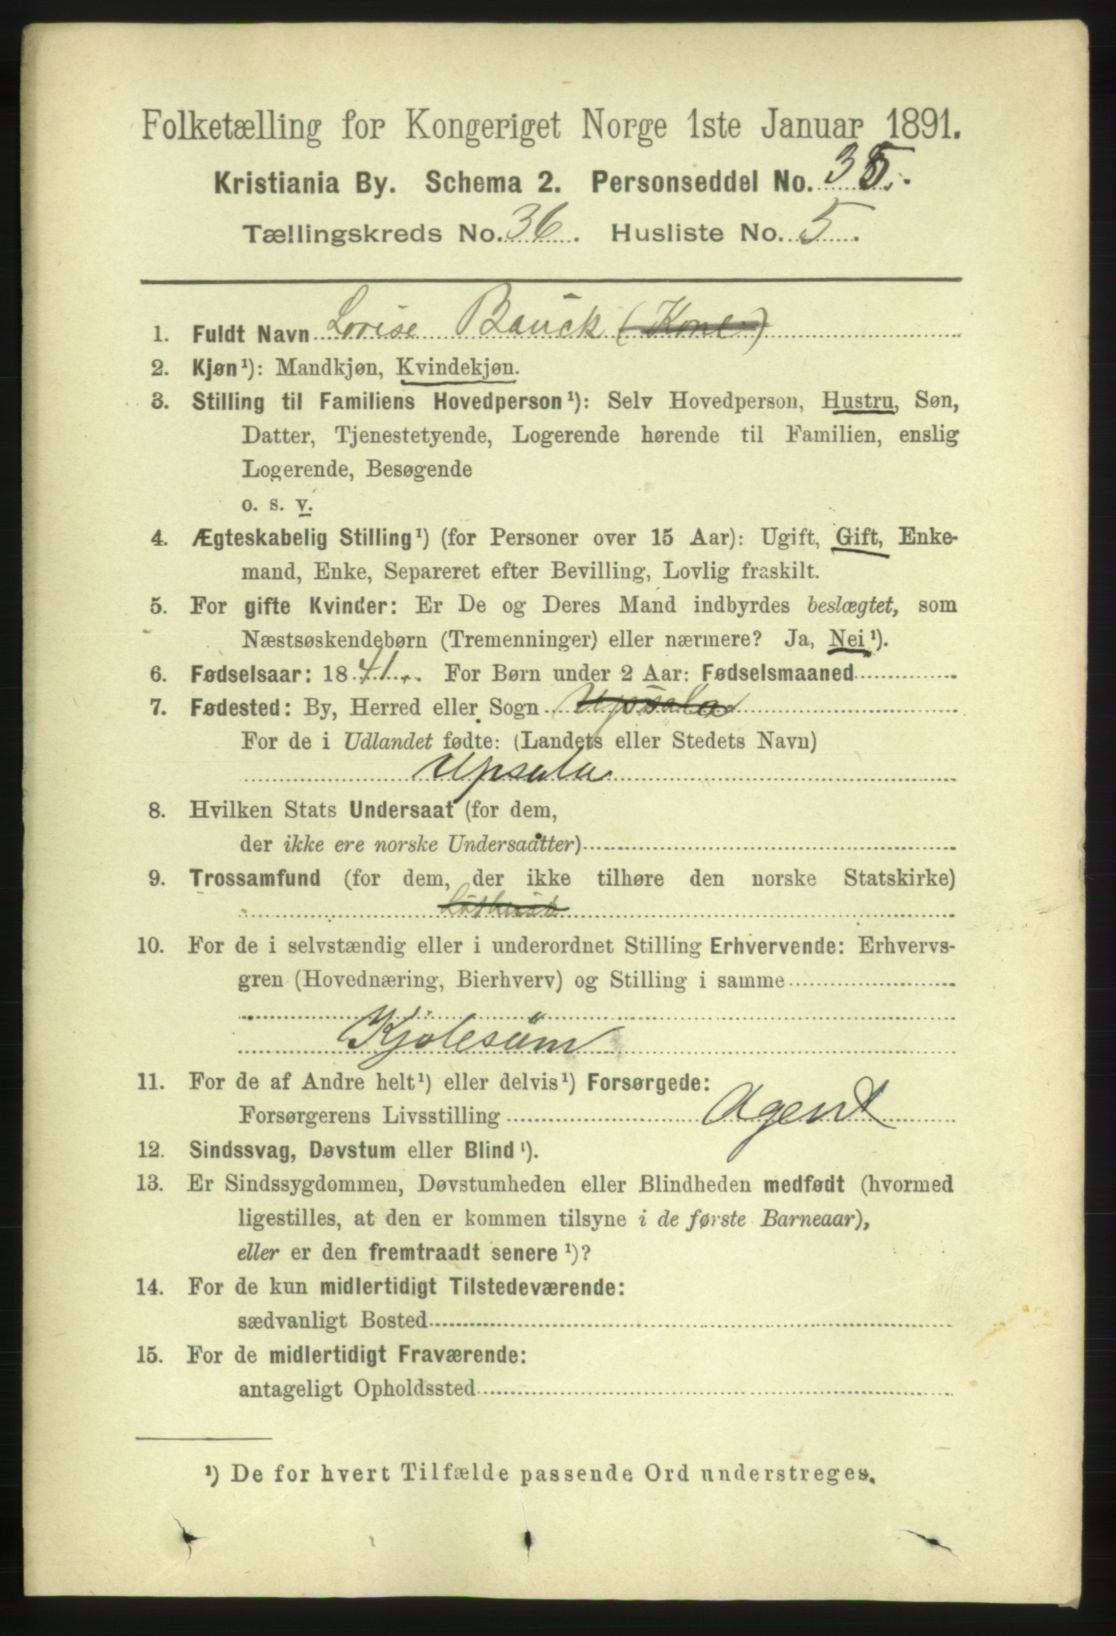 Folketælling for Kongeriget Norge 1ste Januar 1891.
Kristiania By. Schema 2. Personseddel No. 35.
Tællingskreds No. 36. Husliste No. 5.
1. Fuldt Navn Lovise Bauck (Kone)
2. Kjøn¹): Mandkjøn, Kvindekjøn.
3. Stilling til Familiens Hovedperson¹): Selv Hovedperson, Hustru, Søn,
Datter, Tjenestetyende, Logerende hørende til Familien, enslig
Logerende, Besøgende
o. s. v.
4. Ægteskabelig Stilling¹) (for Personer over 15 Aar): Ugift, Gift, Enke-
mand, Enke, Separeret efter Bevilling, Lovlig fraskilt.
5. For gifte Kvinder: Er De og Deres Mand indbyrdes beslægtet, som
Næstsøskendebørn (Tremenninger) eller nærmere? Ja, Nei¹).
6. Fødselsaar: 1841. For Børn under 2 Aar: Fødselsmaaned
7. Fødested: By, Herred eller Sogn Upsala
For de i Udlandet fødte: (Landets eller Stedets Navn)
Upsala
8. Hvilken Stats Undersaat (for dem,
der ikke ere norske Undersaatter)
9. Trossamfund (for dem, der ikke tilhøre den norske Statskirke)
10. For de i selvstændig eller i underordnet Stilling Erhvervende: Erhvervs-
gren (Hovednæring, Bierhverv) og Stilling i samme
Kjolesøm
11. For de af Andre helt¹) eller delvis¹) Forsørgede:
Forsørgerens Livsstilling Agent
12. Sindssvag, Døvstum eller Blind¹).
13. Er Sindssygdommen, Døvstumheden eller Blindheden medfødt (hvormed
ligestilles, at den er kommen tilsyne i de første Barneaar),
eller er den fremtraadt senere¹)?
14. For de kun midlertidigt Tilstedeværende:
sædvanligt Bosted
15. For de midlertidigt Fraværende:
antageligt Opholdssted
¹) De for hvert Tilfælde passende Ord understreges.